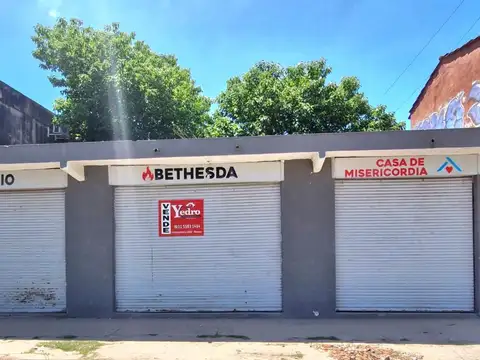 IO
BETHESDA
CASA DE
MISERICORDIA
VENDE
Yedro